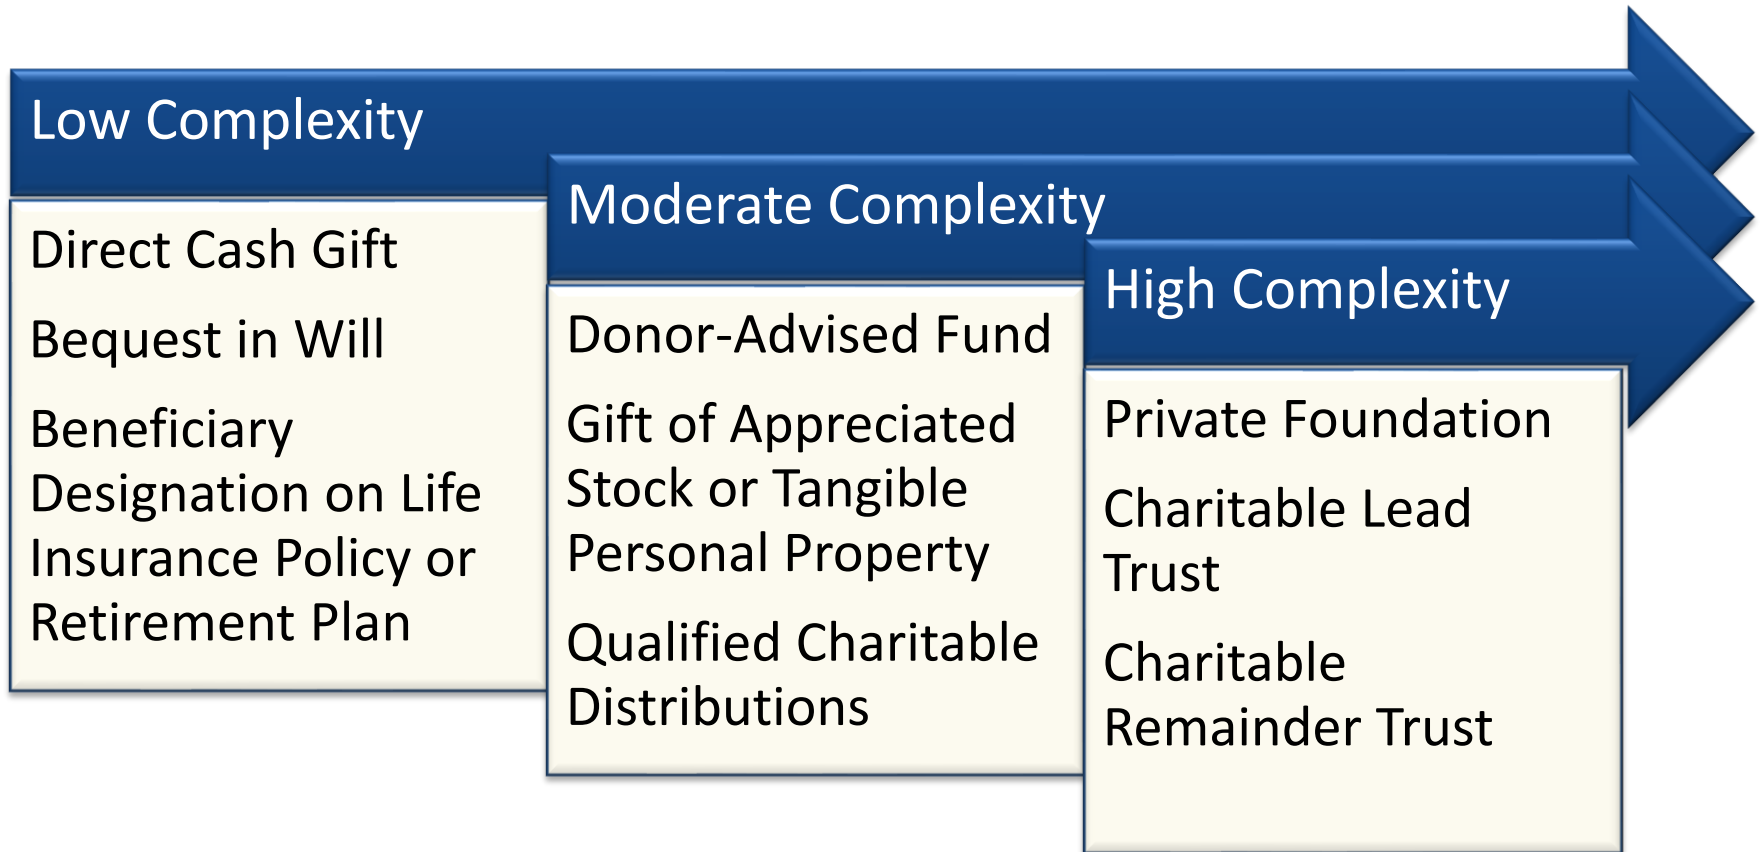 Low Complexity
Direct Cash Gift
Bequest in Will
Beneficiary
Designation on Life
Insurance Policy or
Retirement Plan
Moderate Complexity
Donor-Advised Fund
Gift of Appreciated
Stock or Tangible
Personal Property
Qualified Charitable
Distributions
High Complexity
Private Foundation
Charitable Lead
Trust
Charitable
Remainder Trust